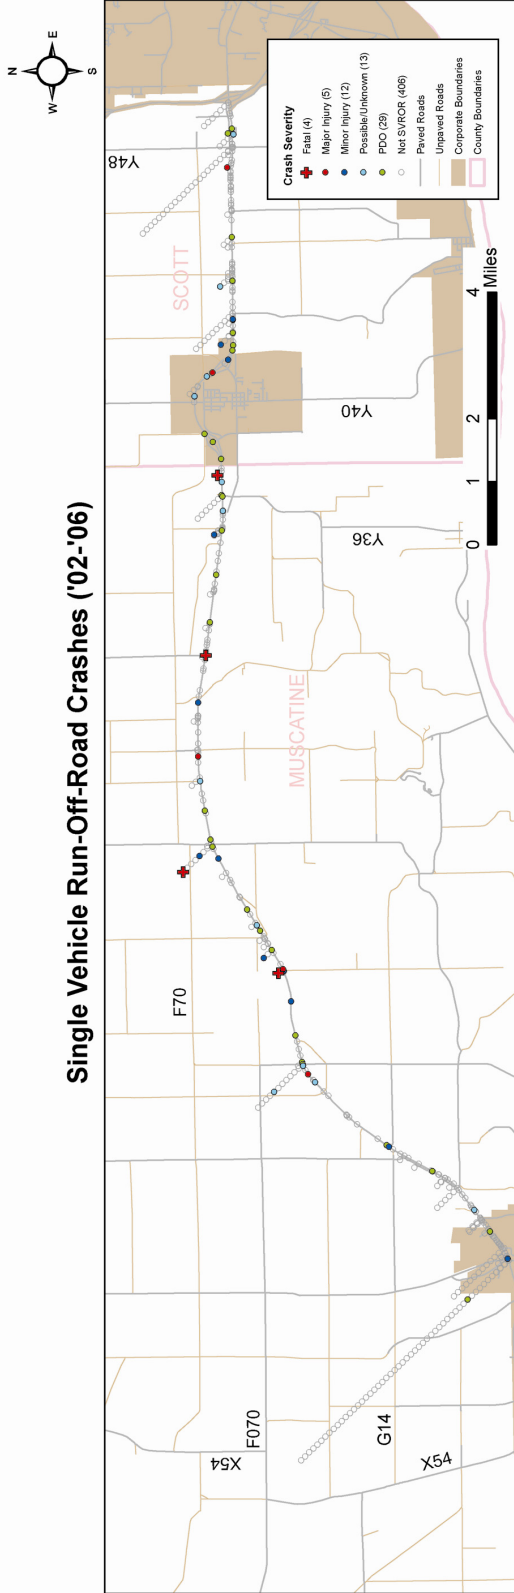 Single Vehicle Run-Off-Road Crashes ('02-'06)
N
W
E
S
X54
F070
F70
G14
X54
MUSCATINE
SCOTT
Y36
Y40
Y48
Crash Severity
Fatal (4)
Major Injury (5)
Minor Injury (12)
Possible/Unknown (13)
PDO (29)
Not SVROR (406)
Paved Roads
Unpaved Roads
Corporate Boundaries
County Boundaries
0 1 2 4
Miles